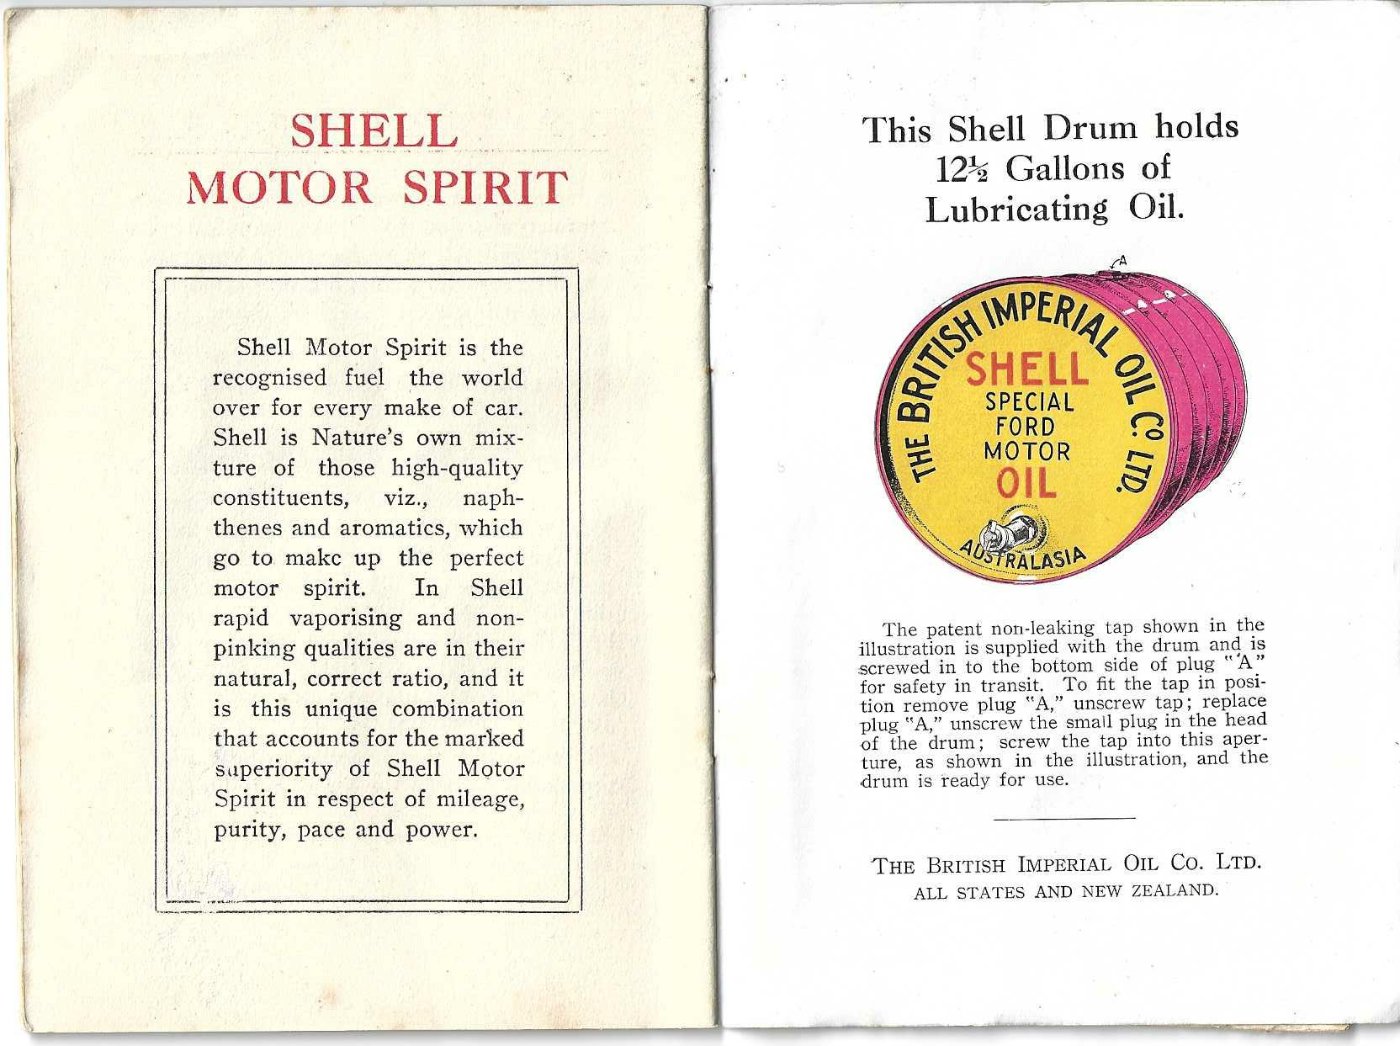 SHELL
MOTOR SPIRIT
Shell Motor Spirit is the
recognised fuel the world
over for every make of car.
Shell is Nature's own mix-
ture of those high-quality
constituents, viz., naph-
thenes and aromatics, which
go to make up the perfect
motor spirit. In Shell
rapid vaporising and non-
pinking qualities are in their
natural, correct ratio, and it
is this unique combination
that accounts for the marked
superiority of Shell Motor
Spirit in respect of mileage,
purity, pace and power.
This Shell Drum holds
12½ Gallons of
Lubricating Oil.
A
THE BRITISH IMPERIAL OIL CO. LTD.
SHELL
SPECIAL
FORD
MOTOR
OIL
AUSTRALASIA
The patent non-leaking tap shown in the
illustration is supplied with the drum and is
screwed in to the bottom side of plug "A"
for safety in transit. To fit the tap in posi-
tion remove plug "A," unscrew tap; replace
plug "A," unscrew the small plug in the head
of the drum; screw the tap into this aper-
ture, as shown in the illustration, and the
drum is ready for use.
THE BRITISH IMPERIAL OIL CO. LTD.
ALL STATES AND NEW ZEALAND.